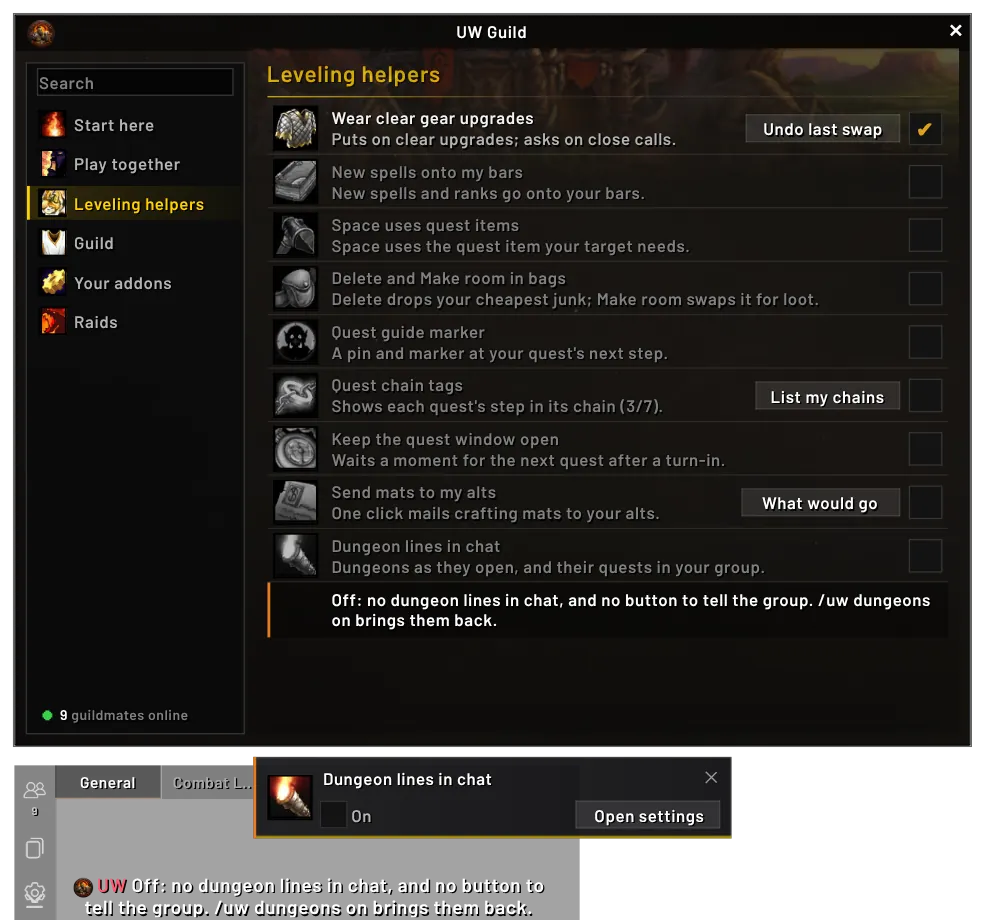 UW Guild
Search
Start here
Play together
Leveling helpers
Guild
Your addons
Raids
9 guildmates online
Leveling helpers
Wear clear gear upgrades
Puts on clear upgrades; asks on close calls.
Undo last swap
New spells onto my bars
New spells and ranks go onto your bars.
Space uses quest items
Space uses the quest item your target needs.
Delete and Make room in bags
Delete drops your cheapest junk; Make room swaps it for loot.
Quest guide marker
A pin and marker at your quest's next step.
Quest chain tags
Shows each quest's step in its chain (3/7).
List my chains
Keep the quest window open
Waits a moment for the next quest after a turn-in.
Send mats to my alts
One click mails crafting mats to your alts.
What would go
Dungeon lines in chat
Dungeons as they open, and their quests in your group.
Off: no dungeon lines in chat, and no button to tell the group. /uw dungeons
on brings them back.
9
General
Combat L...
Dungeon lines in chat
On
Open settings
UW Off: no dungeon lines in chat, and no button to
tell the group. /uw dungeons on brings them back.